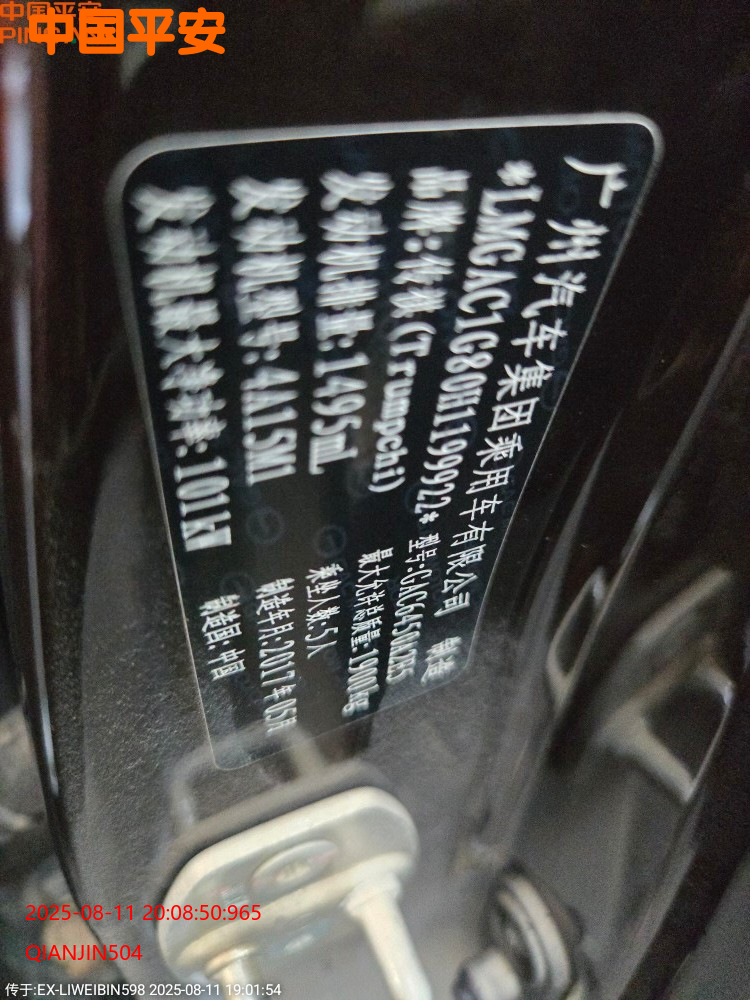 中国平安
中国平安
广州汽车集团乘用车有限公司 制造
*LMGAC1G80H1199922*
品牌:传祺(Trumpchi) 型号:GAC6450H2E5
发动机排量:1495mL 最大允许总质量:1900kg
发动机型号:4A15M1 乘坐人数:5人
发动机最大净功率:101kW 制造年月:2017年05月
制造国:中国
2025-08-11 20:08:50:965
QIANJIN504
传于:EX-LIWEIBIN598 2025-08-11 19:01:54